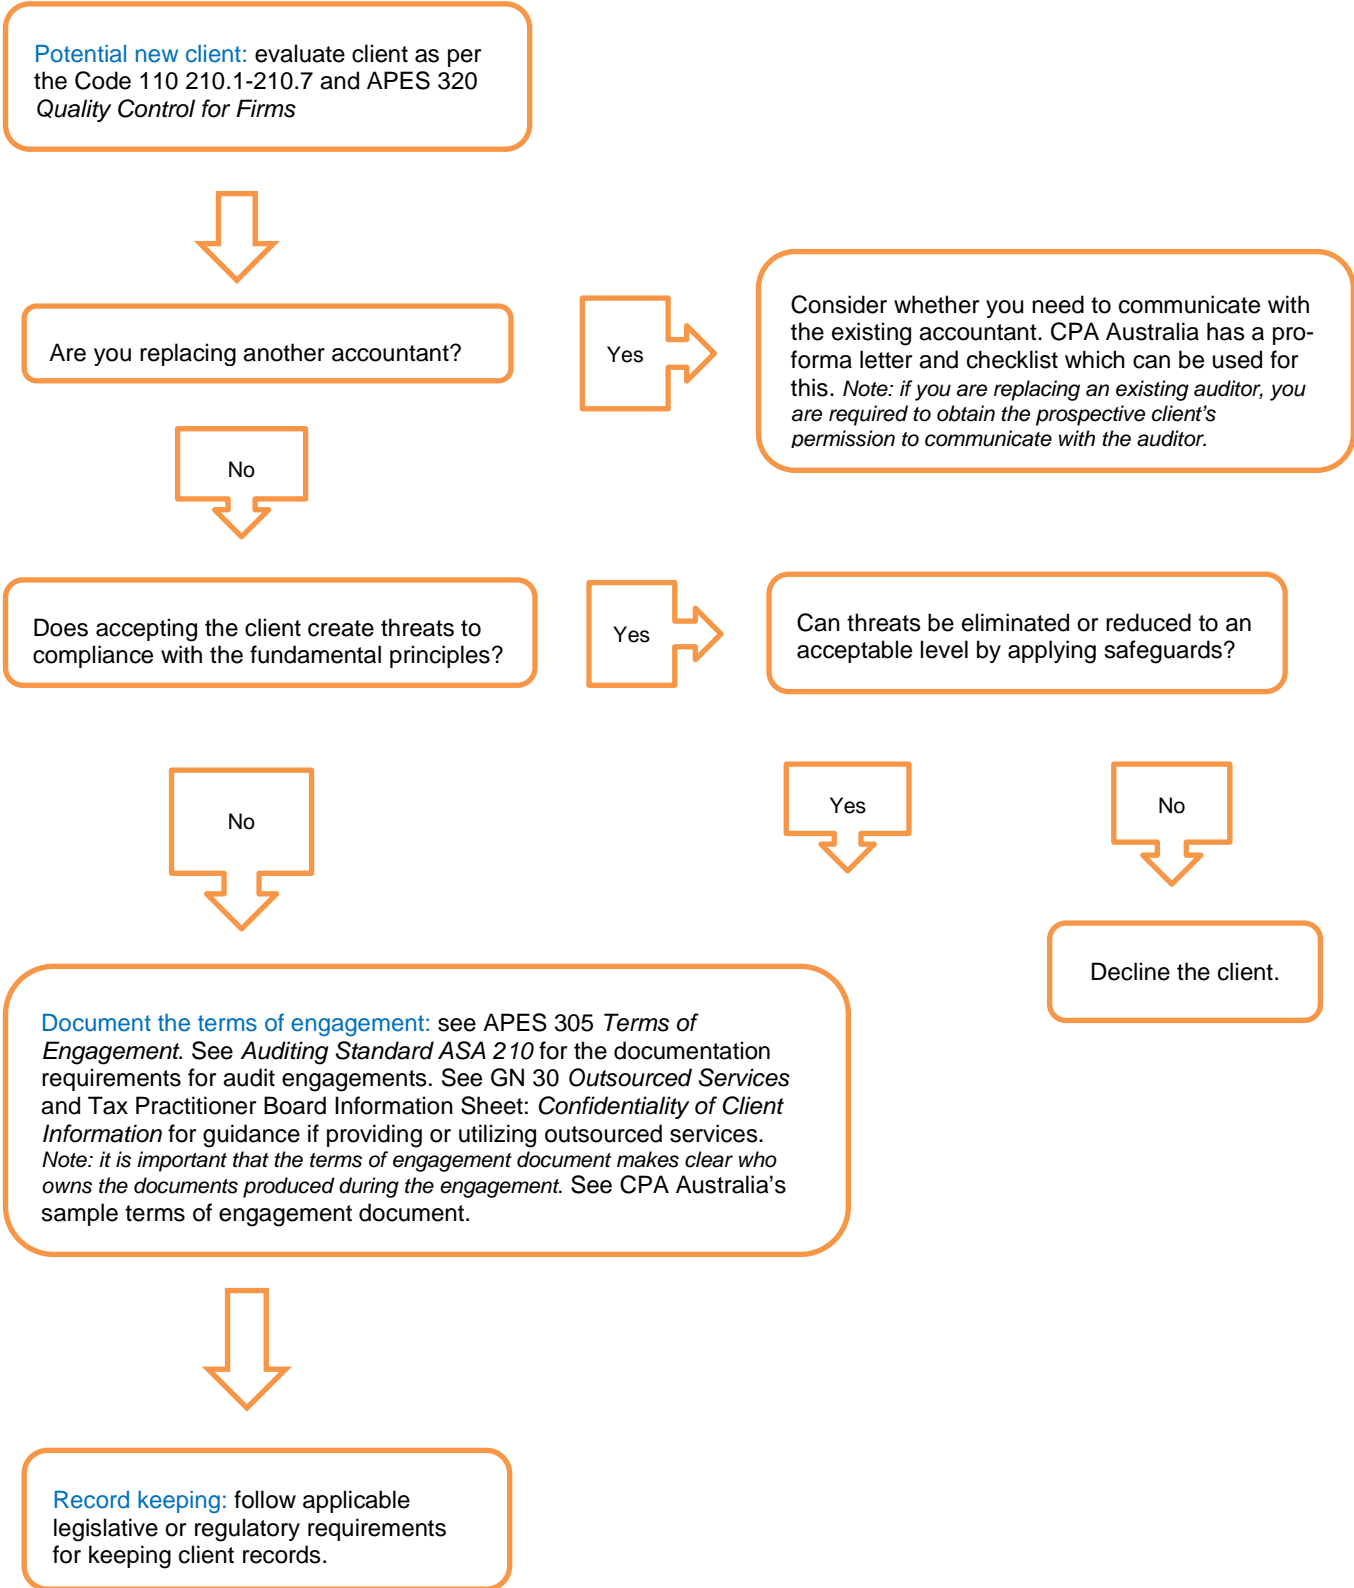 Potential new client: evaluate client as per
the Code 110 210.1-210.7 and APES 320
Quality Control for Firms
Are you replacing another accountant?
Yes
Consider whether you need to communicate with
the existing accountant. CPA Australia has a pro-
forma letter and checklist which can be used for
this. Note: if you are replacing an existing auditor, you
are required to obtain the prospective client's
permission to communicate with the auditor.
No
Does accepting the client create threats to
compliance with the fundamental principles?
Yes
Can threats be eliminated or reduced to an
acceptable level by applying safeguards?
No
Yes
No
Decline the client.
Document the terms of engagement: see APES 305 Terms of
Engagement. See Auditing Standard ASA 210 for the documentation
requirements for audit engagements. See GN 30 Outsourced Services
and Tax Practitioner Board Information Sheet: Confidentiality of Client
Information for guidance if providing or utilizing outsourced services.
Note: it is important that the terms of engagement document makes clear who
owns the documents produced during the engagement. See CPA Australia's
sample terms of engagement document.
Record keeping: follow applicable
legislative or regulatory requirements
for keeping client records.